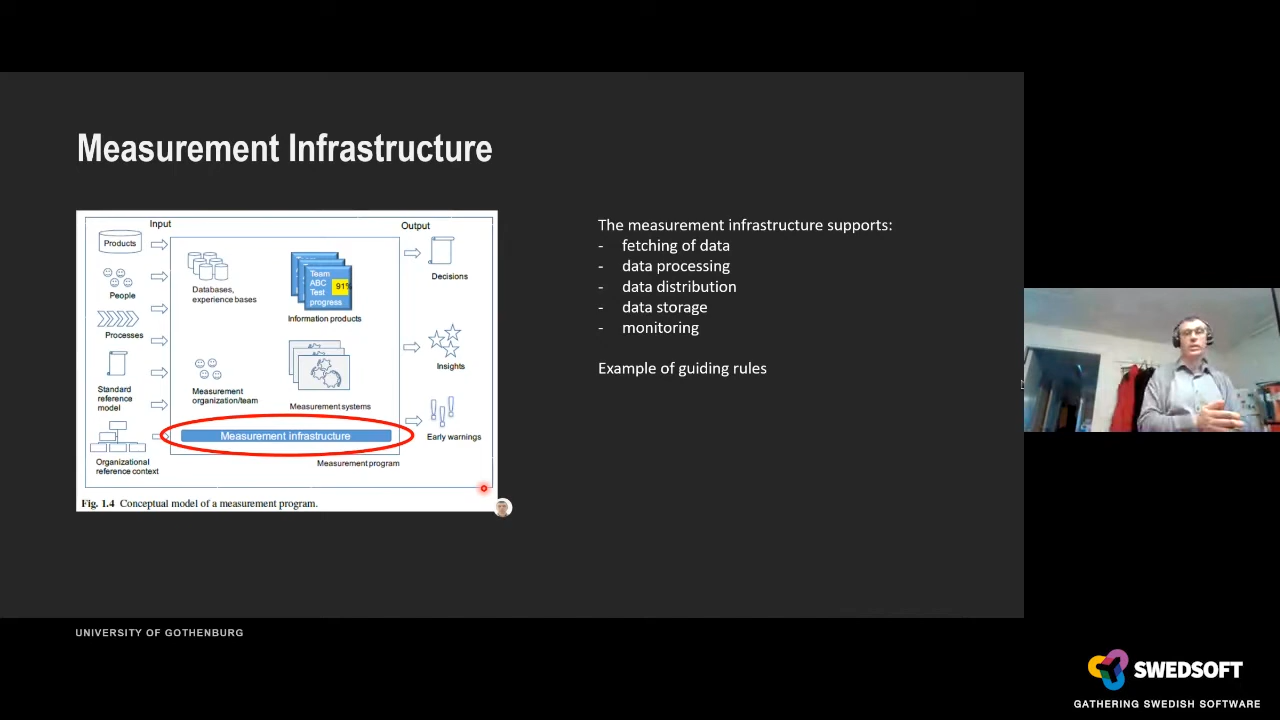 Measurement Infrastructure
Input
Output
Products
People
Processes
Standard
reference
model
Organizational
reference context
Databases,
experience bases
Team
ABC
Test
progress
91%
Information products
Measurement
organization/team
Measurement systems
Measurement infrastructure
Measurement program
Decisions
Insights
Early warnings
Fig. 1.4 Conceptual model of a measurement program.
The measurement infrastructure supports:
- fetching of data
- data processing
- data distribution
- data storage
- monitoring
Example of guiding rules
UNIVERSITY OF GOTHENBURG
SWEDSOFT
GATHERING SWEDISH SOFTWARE